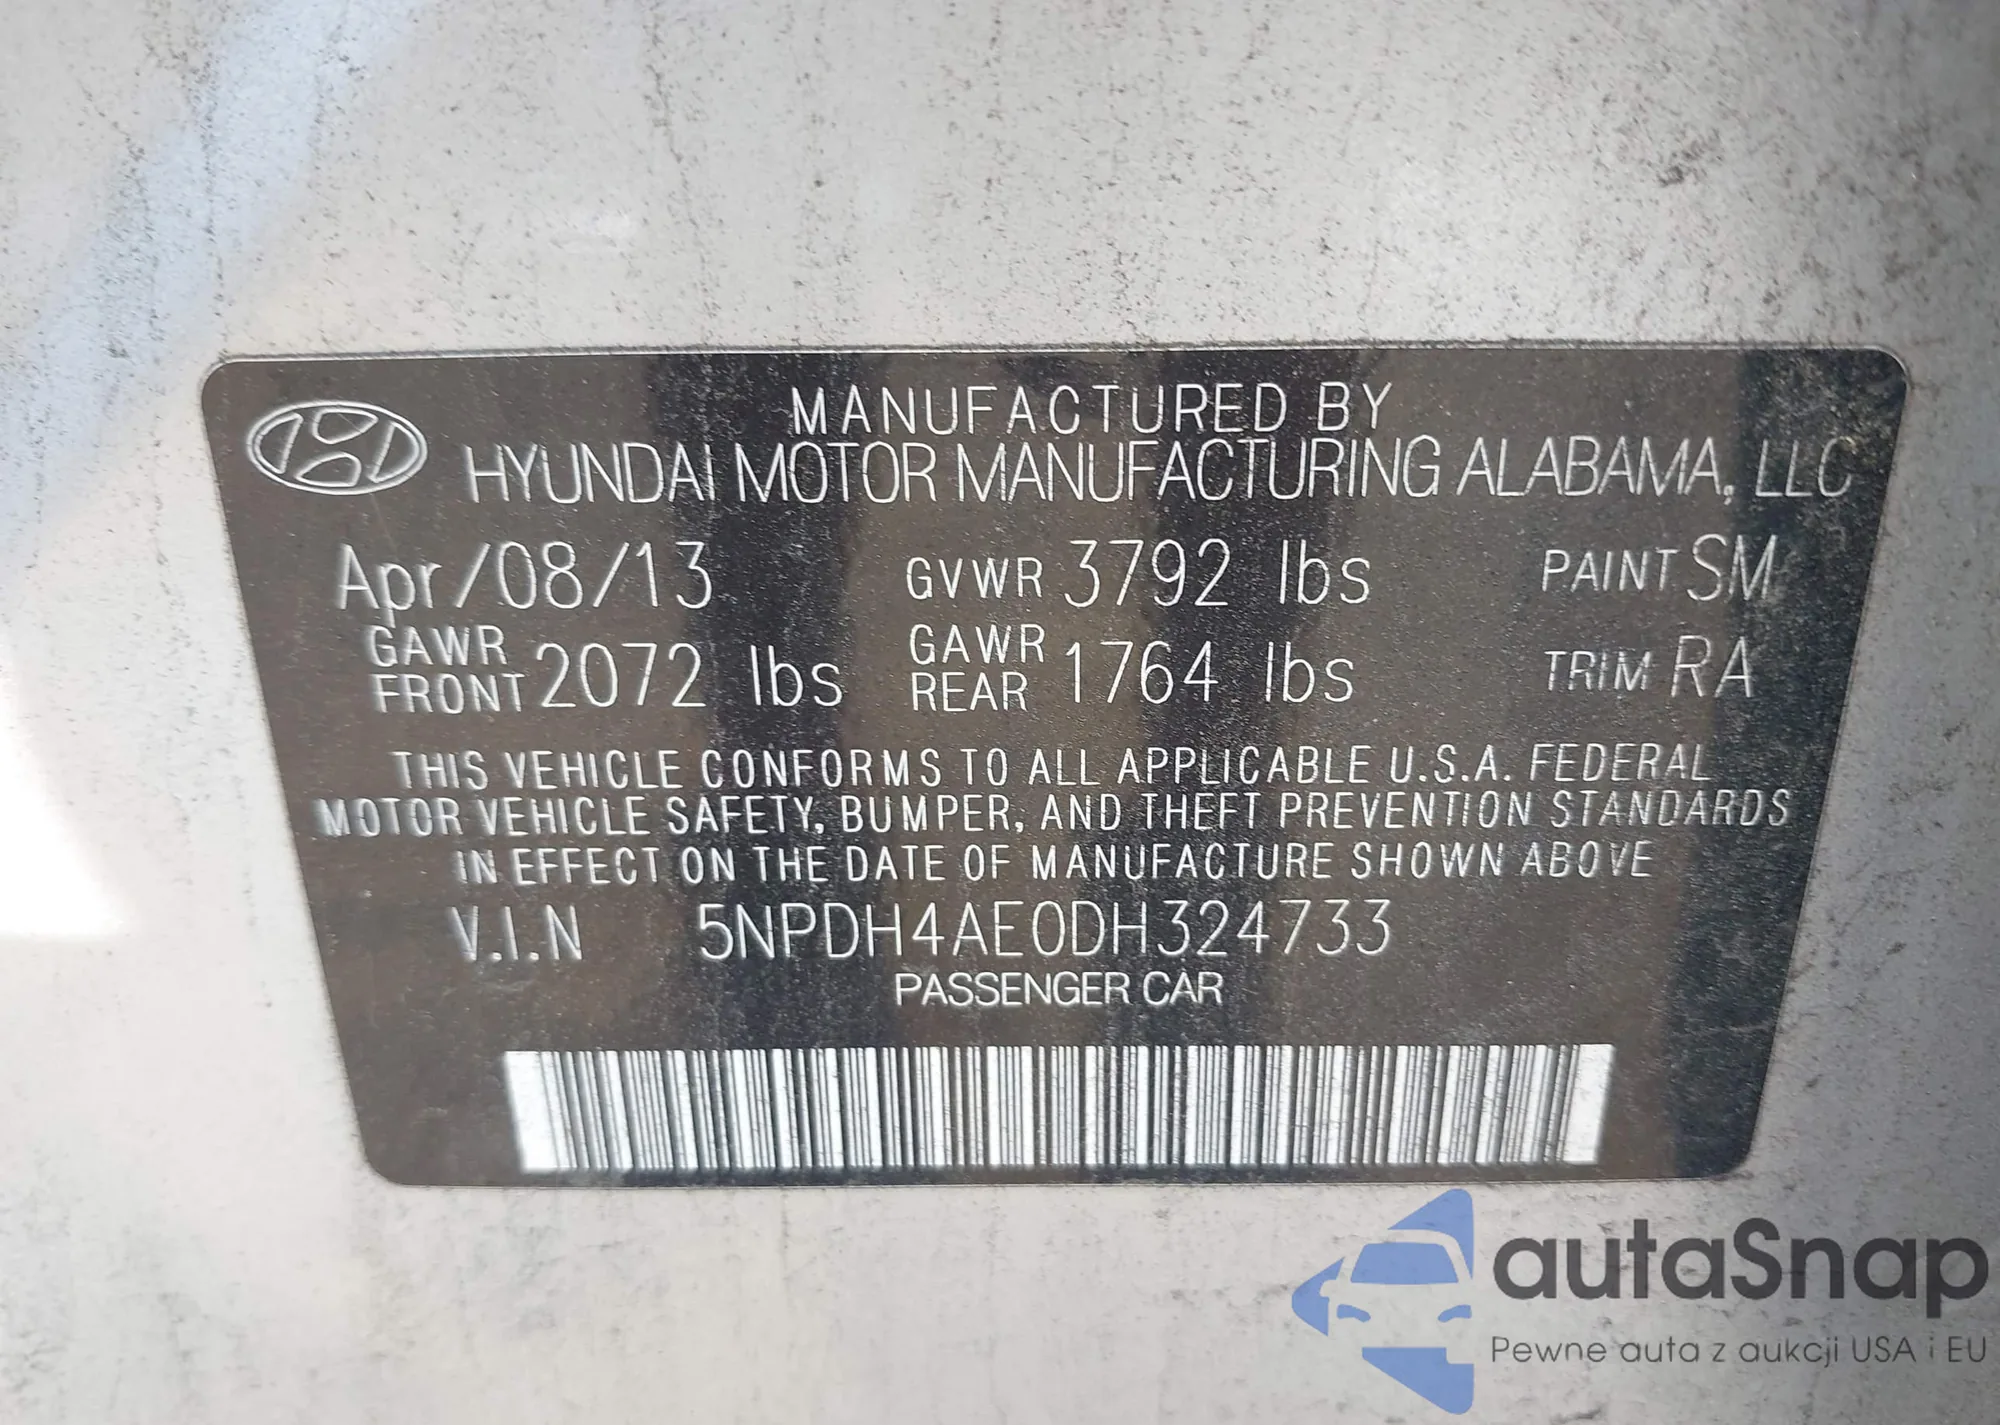 MANUFACTURED BY
HYUNDAI MOTOR MANUFACTURING ALABAMA, LLC
Apr/08/13 GVWR 3792 lbs PAINT SM
GAWR FRONT 2072 lbs GAWR REAR 1764 lbs TRIM RA
THIS VEHICLE CONFORMS TO ALL APPLICABLE U.S.A. FEDERAL
MOTOR VEHICLE SAFETY, BUMPER, AND THEFT PREVENTION STANDARDS
IN EFFECT ON THE DATE OF MANUFACTURE SHOWN ABOVE
V.I.N 5NPDH4AE0DH324733
PASSENGER CAR
autaSnap
Pewne auta z aukcji USA i EU